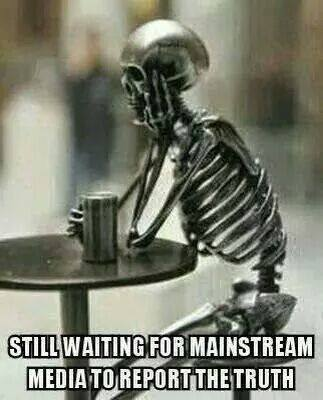 STILL WAITING FOR MAINSTREAM
MEDIA TO REPORT THE TRUTH